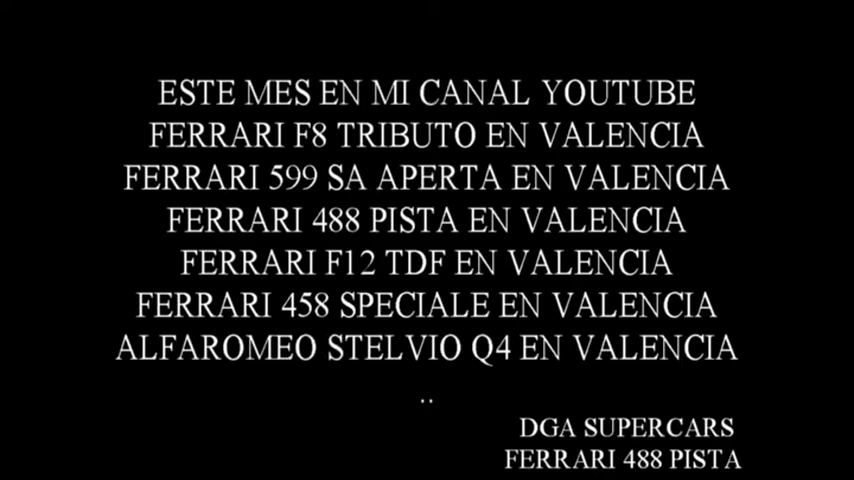 ESTE MES EN MI CANAL YOUTUBE
FERRARI F8 TRIBUTO EN VALENCIA
FERRARI 599 SA APERTA EN VALENCIA
FERRARI 488 PISTA EN VALENCIA
FERRARI F12 TDF EN VALENCIA
FERRARI 458 SPECIALE EN VALENCIA
ALFAROMEO STELVIO Q4 EN VALENCIA
..
DGA SUPERCARS
FERRARI 488 PISTA